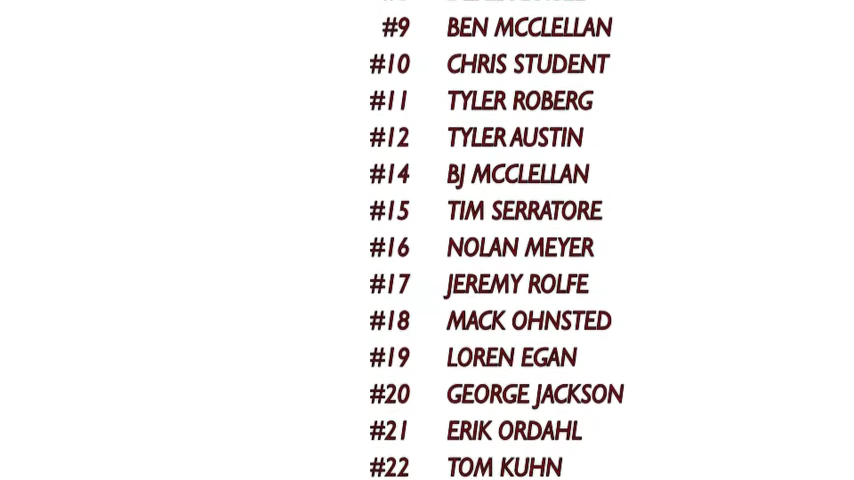 #9 BEN MCCLELLAN
#10 CHRIS STUDENT
#11 TYLER ROBERG
#12 TYLER AUSTIN
#14 BJ MCCLELLAN
#15 TIM SERRATORE
#16 NOLAN MEYER
#17 JEREMY ROLFE
#18 MACK OHNSTED
#19 LOREN EGAN
#20 GEORGE JACKSON
#21 ERIK ORDAHL
#22 TOM KUHN